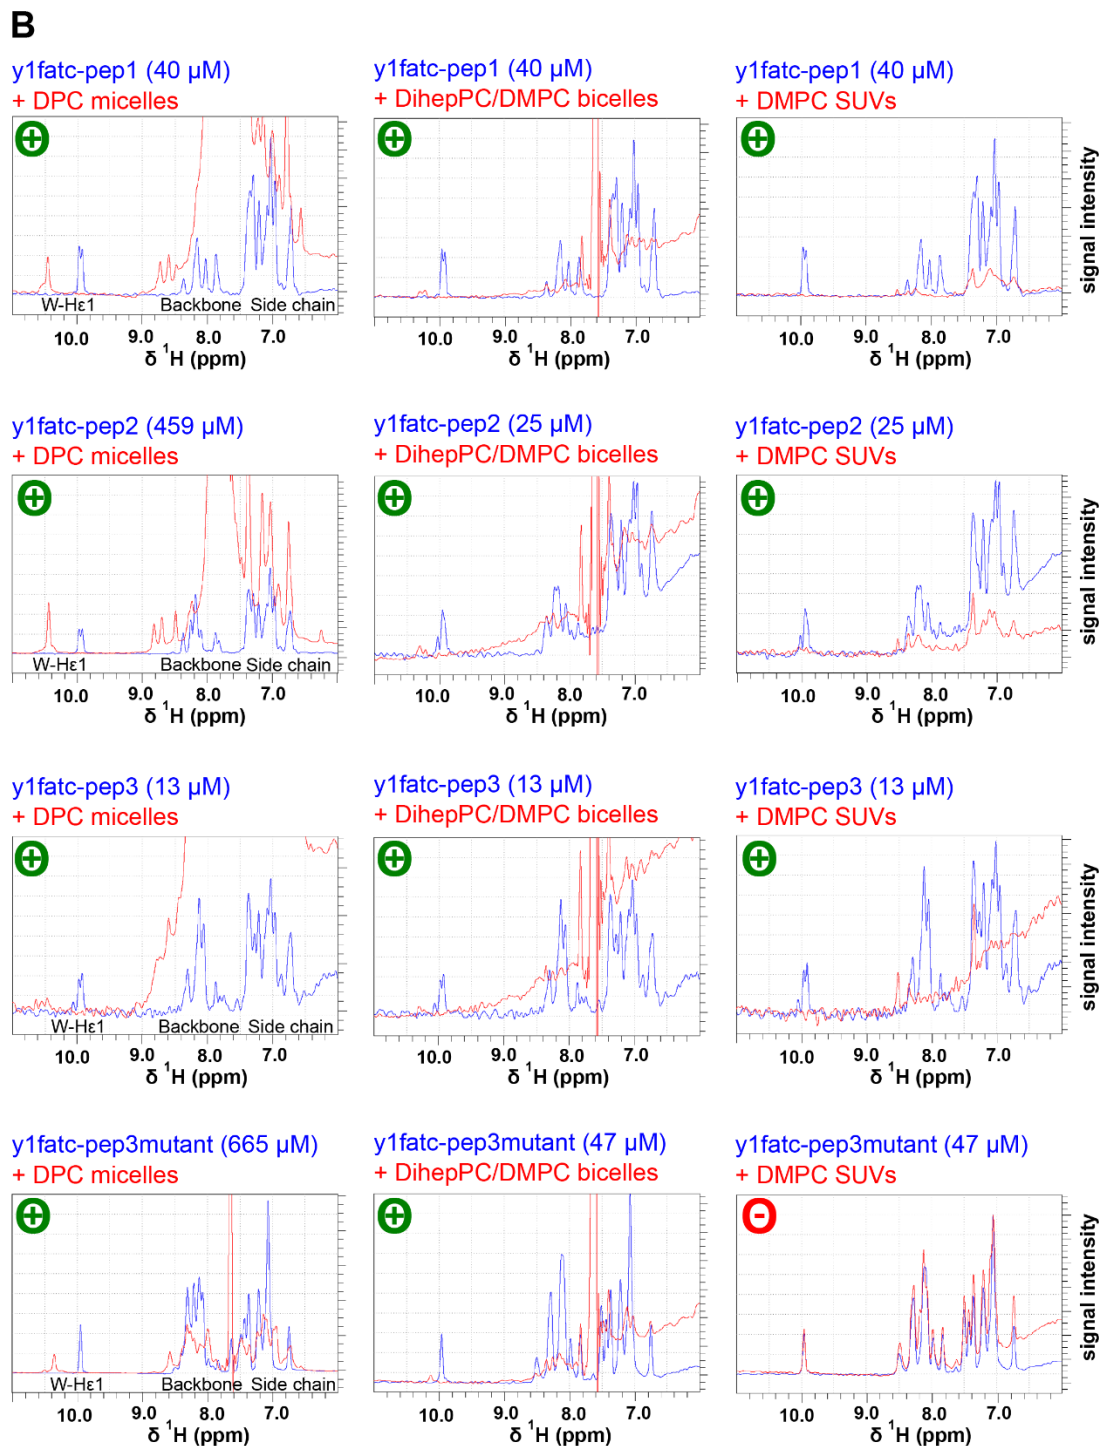 B
y1fatc-pep1 (40 µM)
+ DPC micelles
y1fatc-pep1 (40 µM)
+ DihepPC/DMPC bicelles
y1fatc-pep1 (40 µM)
+ DMPC SUVs
+
+
+
W-Hε1 Backbone Side chain
signal intensity
10.0 9.0 8.0 7.0
10.0 9.0 8.0 7.0
10.0 9.0 8.0 7.0
δ ¹H (ppm)
δ ¹H (ppm)
δ ¹H (ppm)
y1fatc-pep2 (459 µM)
+ DPC micelles
y1fatc-pep2 (25 µM)
+ DihepPC/DMPC bicelles
y1fatc-pep2 (25 µM)
+ DMPC SUVs
+
+
+
W-Hε1 Backbone Side chain
signal intensity
10.0 9.0 8.0 7.0
10.0 9.0 8.0 7.0
10.0 9.0 8.0 7.0
δ ¹H (ppm)
δ ¹H (ppm)
δ ¹H (ppm)
y1fatc-pep3 (13 µM)
+ DPC micelles
y1fatc-pep3 (13 µM)
+ DihepPC/DMPC bicelles
y1fatc-pep3 (13 µM)
+ DMPC SUVs
+
+
+
W-Hε1 Backbone Side chain
signal intensity
10.0 9.0 8.0 7.0
10.0 9.0 8.0 7.0
10.0 9.0 8.0 7.0
δ ¹H (ppm)
δ ¹H (ppm)
δ ¹H (ppm)
y1fatc-pep3mutant (665 µM)
+ DPC micelles
y1fatc-pep3mutant (47 µM)
+ DihepPC/DMPC bicelles
y1fatc-pep3mutant (47 µM)
+ DMPC SUVs
+
+
-
W-Hε1 Backbone Side chain
signal intensity
10.0 9.0 8.0 7.0
10.0 9.0 8.0 7.0
10.0 9.0 8.0 7.0
δ ¹H (ppm)
δ ¹H (ppm)
δ ¹H (ppm)